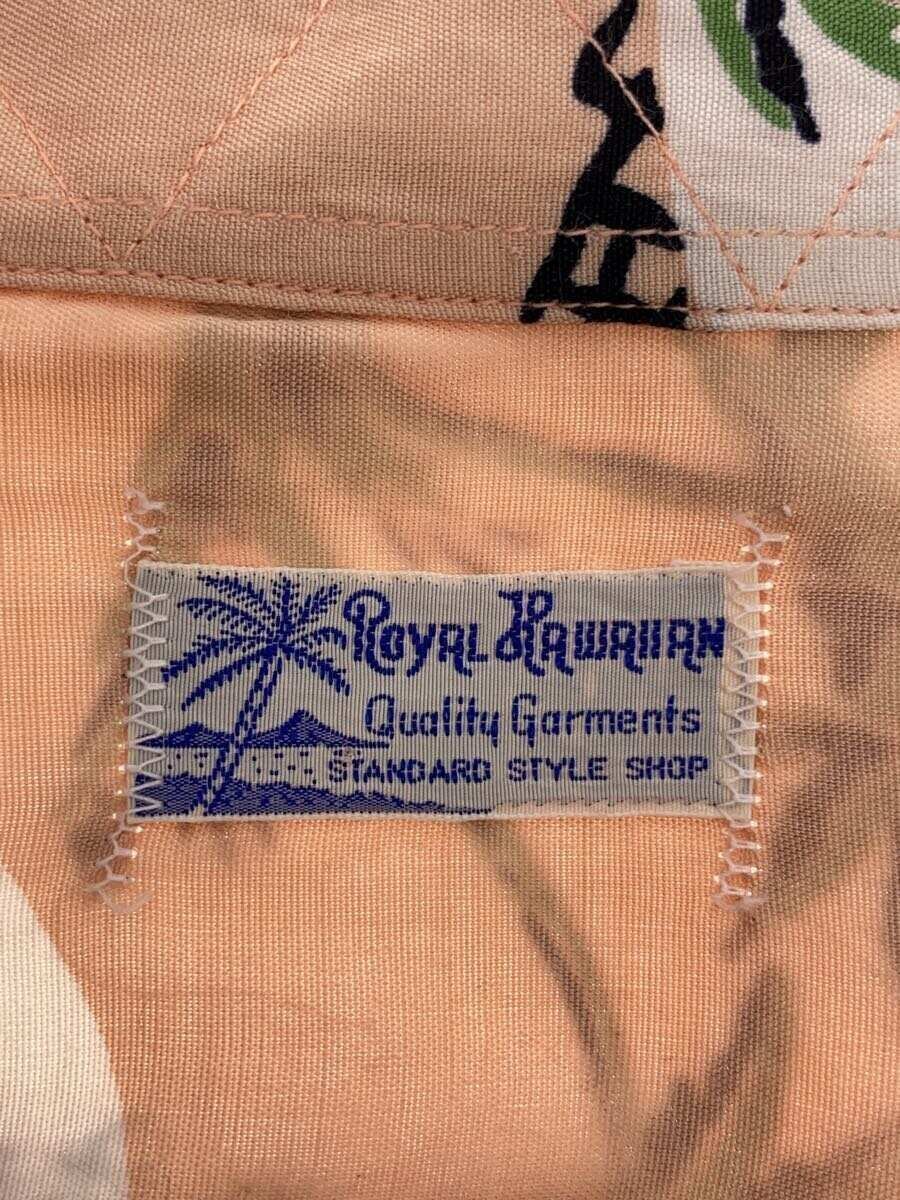 ROYAL HAWAIIAN
Quality Garments
STANDARD STYLE SHOP